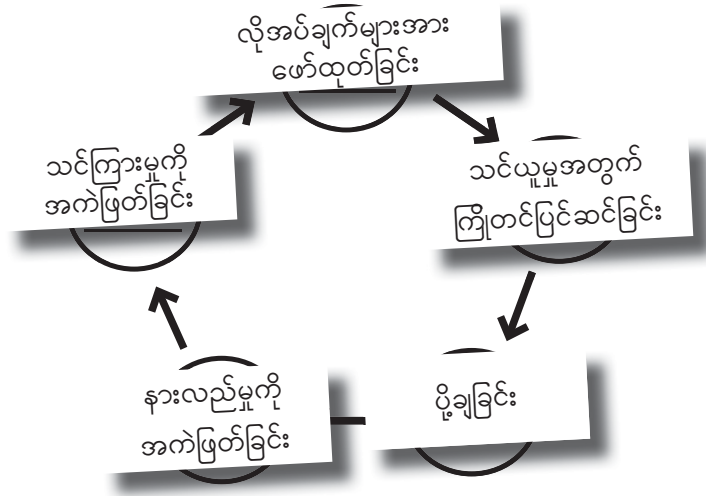 လိုအပ်ချက်များအား
ဖော်ထုတ်ခြင်း
သင်ယူမှုအတွက်
ကြိုတင်ပြင်ဆင်ခြင်း
ပို့ချခြင်း
နားလည်မှုကို
အကဲဖြတ်ခြင်း
သင်ကြားမှုကို
အကဲဖြတ်ခြင်း